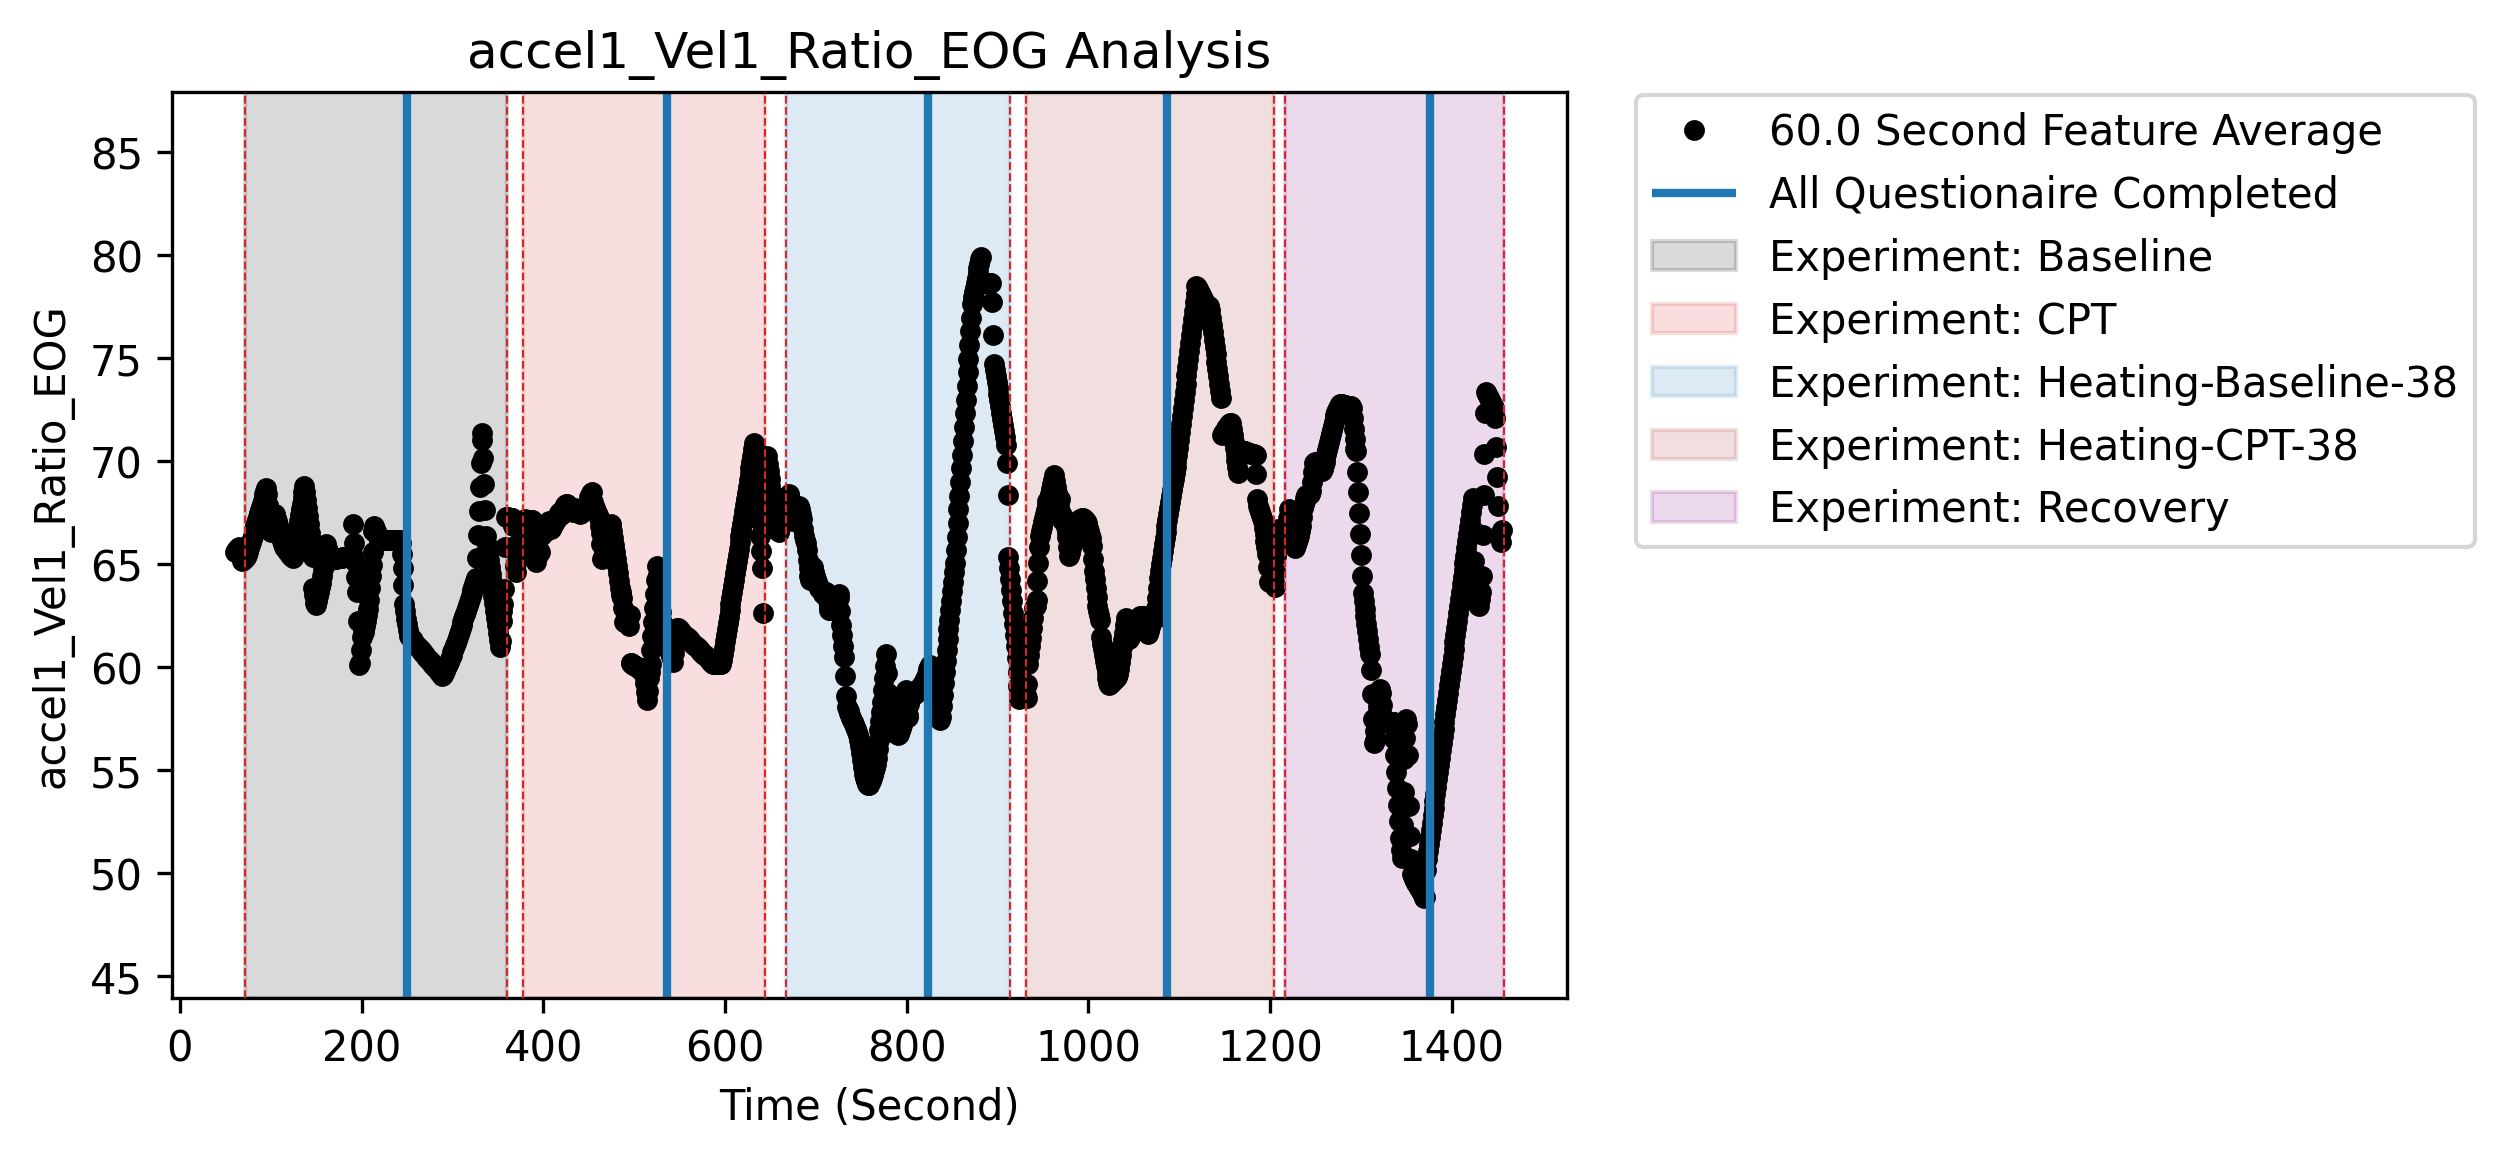 accel1_Vel1_Ratio_EOG Analysis
accel1_Vel1_Ratio_EOG
85
80
75
70
65
60
55
50
45
0 200 400 600 800 1000 1200 1400
Time (Second)
60.0 Second Feature Average
All Questionaire Completed
Experiment: Baseline
Experiment: CPT
Experiment: Heating-Baseline-38
Experiment: Heating-CPT-38
Experiment: Recovery